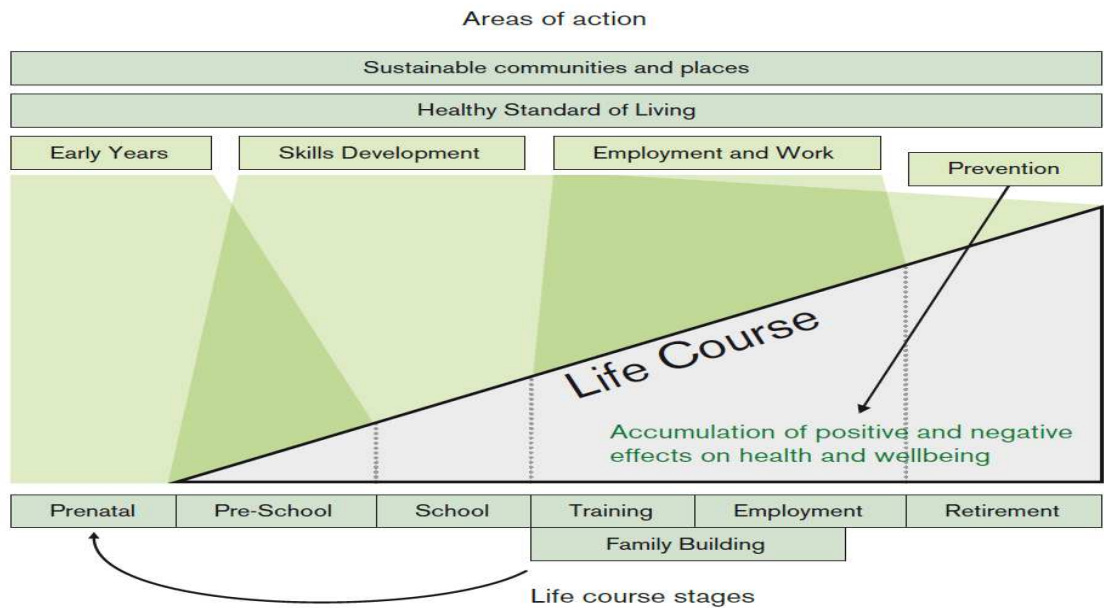 Areas of action
Sustainable communities and places
Healthy Standard of Living
Early Years
Skills Development
Employment and Work
Prevention
Life Course
Accumulation of positive and negative
effects on health and wellbeing
Prenatal
Pre-School
School
Training
Employment
Retirement
Family Building
Life course stages